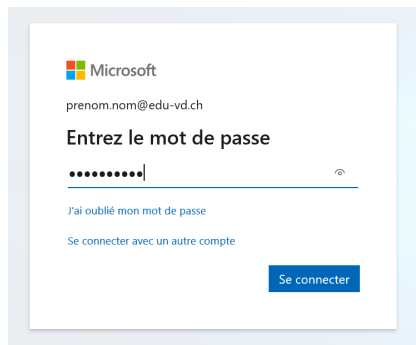 Microsoft
prenom.nom@edu-vd.ch
Entrez le mot de passe
••••••••••
J'ai oublié mon mot de passe
Se connecter avec un autre compte
Se connecter